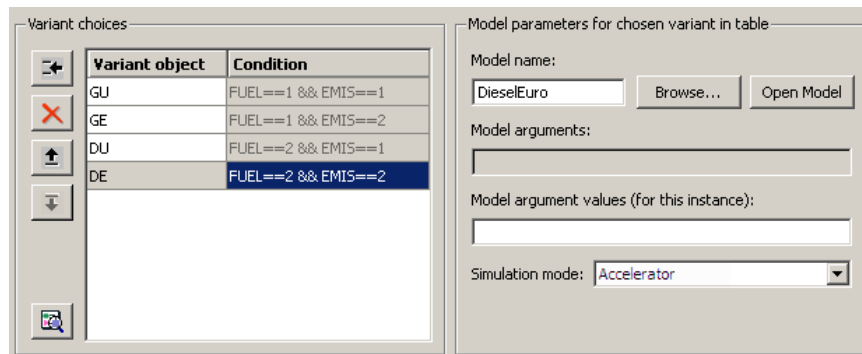 Variant choices
Variant object Condition
GU FUEL==1 && EMIS==1
GE FUEL==1 && EMIS==2
DU FUEL==2 && EMIS==1
DE FUEL==2 && EMIS==2
Model parameters for chosen variant in table
Model name:
DieselEuro Browse... Open Model
Model arguments:
Model argument values (for this instance):
Simulation mode: Accelerator